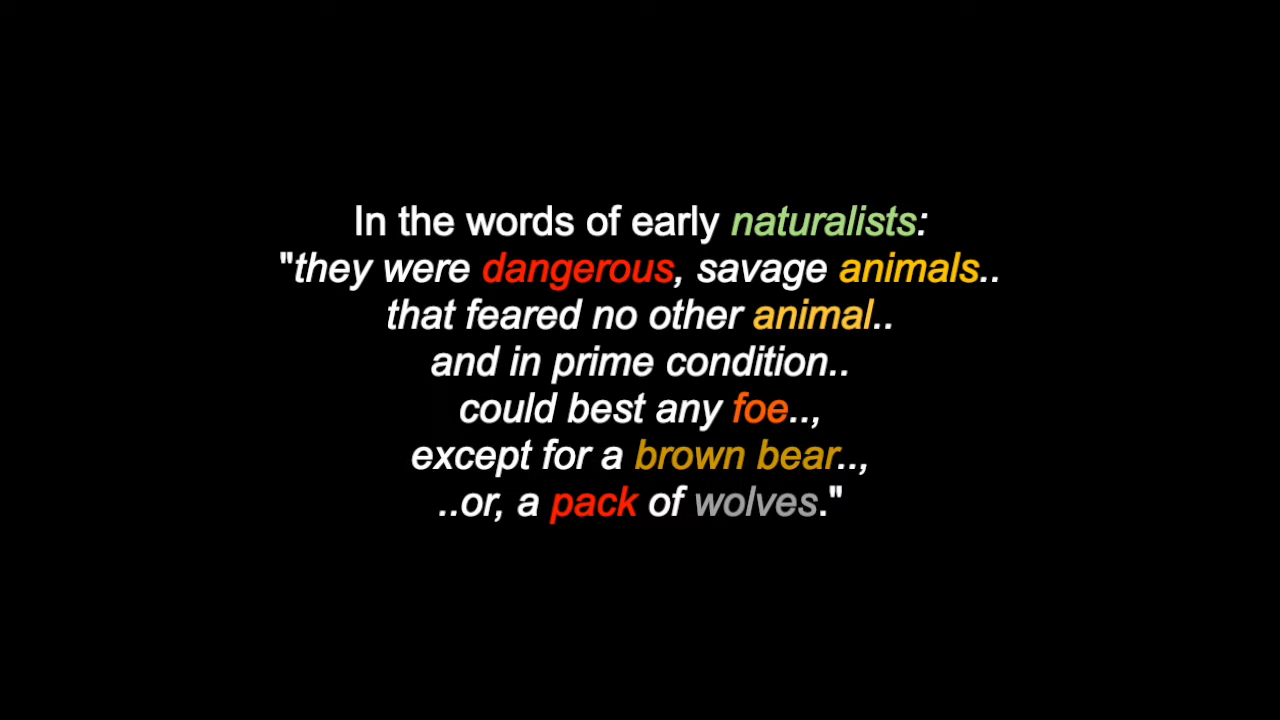 In the words of early naturalists:
"they were dangerous, savage animals..
that feared no other animal..
and in prime condition..
could best any foe..,
except for a brown bear..,
..or, a pack of wolves."